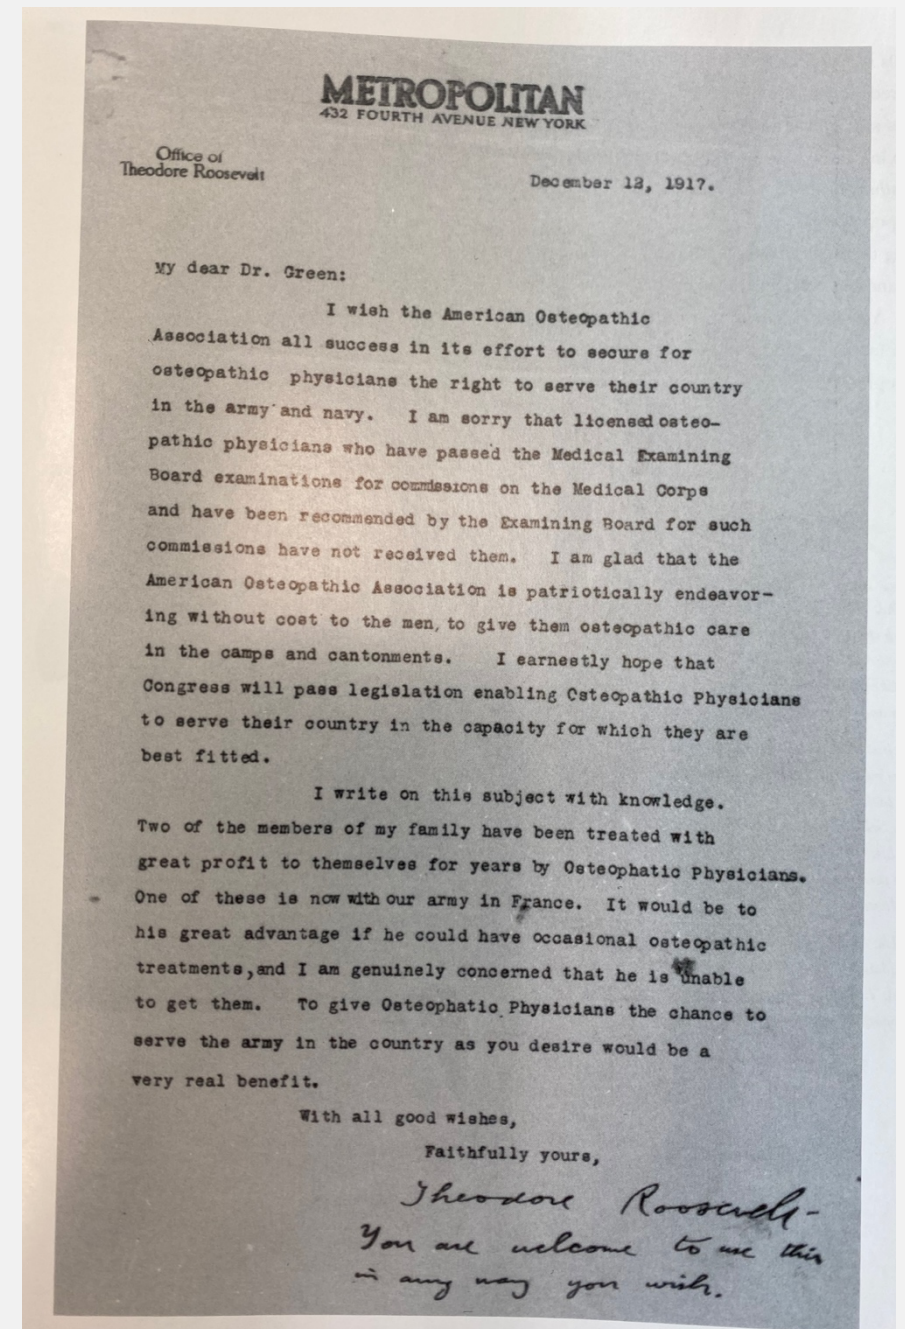 METROPOLITAN
432 FOURTH AVENUE NEW YORK
Office of
Theodore Roosevelt
December 12, 1917.
My dear Dr. Green:
I wish the American Osteopathic
Association all success in its effort to secure for
osteopathic physicians the right to serve their country
in the army and navy. I am sorry that licensed osteo-
pathic physicians who have passed the Medical Examining
Board examinations for commissions on the Medical Corps
and have been recommended by the Examining Board for such
commissions have not received them. I am glad that the
American Osteopathic Association is patriotically endeavor-
ing without cost to the men, to give them osteopathic care
in the camps and cantonments. I earnestly hope that
Congress will pass legislation enabling Osteopathic Physicians
to serve their country in the capacity for which they are
best fitted.
I write on this subject with knowledge.
Two of the members of my family have been treated with
great profit to themselves for years by Osteophatic Physicians.
One of these is now with our army in France. It would be to
his great advantage if he could have occasional osteopathic
treatments, and I am genuinely concerned that he is unable
to get them. To give Osteophatic Physicians the chance to
serve the army in the country as you desire would be a
very real benefit.
With all good wishes,
Faithfully yours,
Theodore Roosevelt-
You are welcome to use this
in any way you wish.